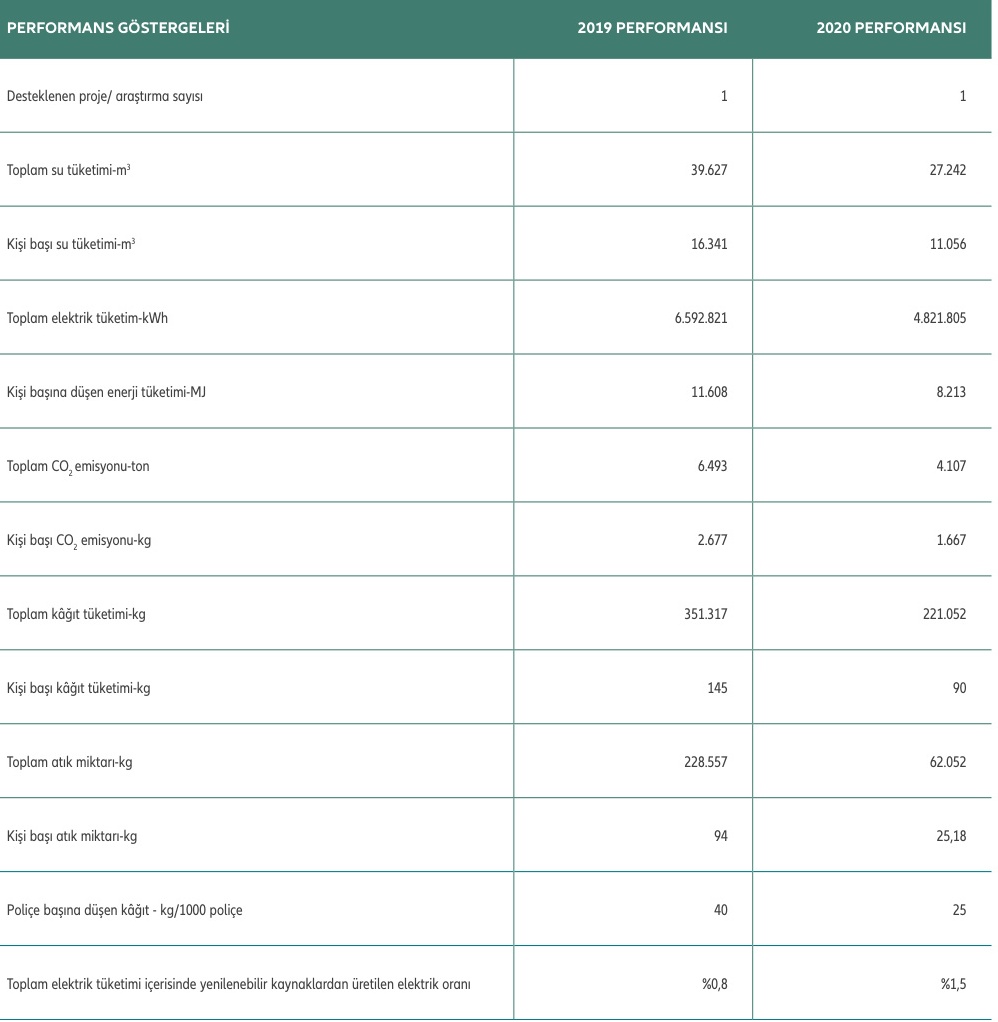 PERFORMANS GÖSTERGELERİ 2019 PERFORMANSI 2020 PERFORMANSI
Desteklenen proje/ araştırma sayısı 1 1
Toplam su tüketimi-m³ 39.627 27.242
Kişi başı su tüketimi-m³ 16.341 11.056
Toplam elektrik tüketim-kWh 6.592.821 4.821.805
Kişi başına düşen enerji tüketimi-MJ 11.608 8.213
Toplam CO₂ emisyonu-ton 6.493 4.107
Kişi başı CO₂ emisyonu-kg 2.677 1.667
Toplam kâğıt tüketimi-kg 351.317 221.052
Kişi başı kâğıt tüketimi-kg 145 90
Toplam atık miktarı-kg 228.557 62.052
Kişi başı atık miktarı-kg 94 25,18
Poliçe başına düşen kâğıt - kg/1000 poliçe 40 25
Toplam elektrik tüketimi içerisinde yenilenebilir kaynaklardan üretilen elektrik oranı %0,8 %1,5